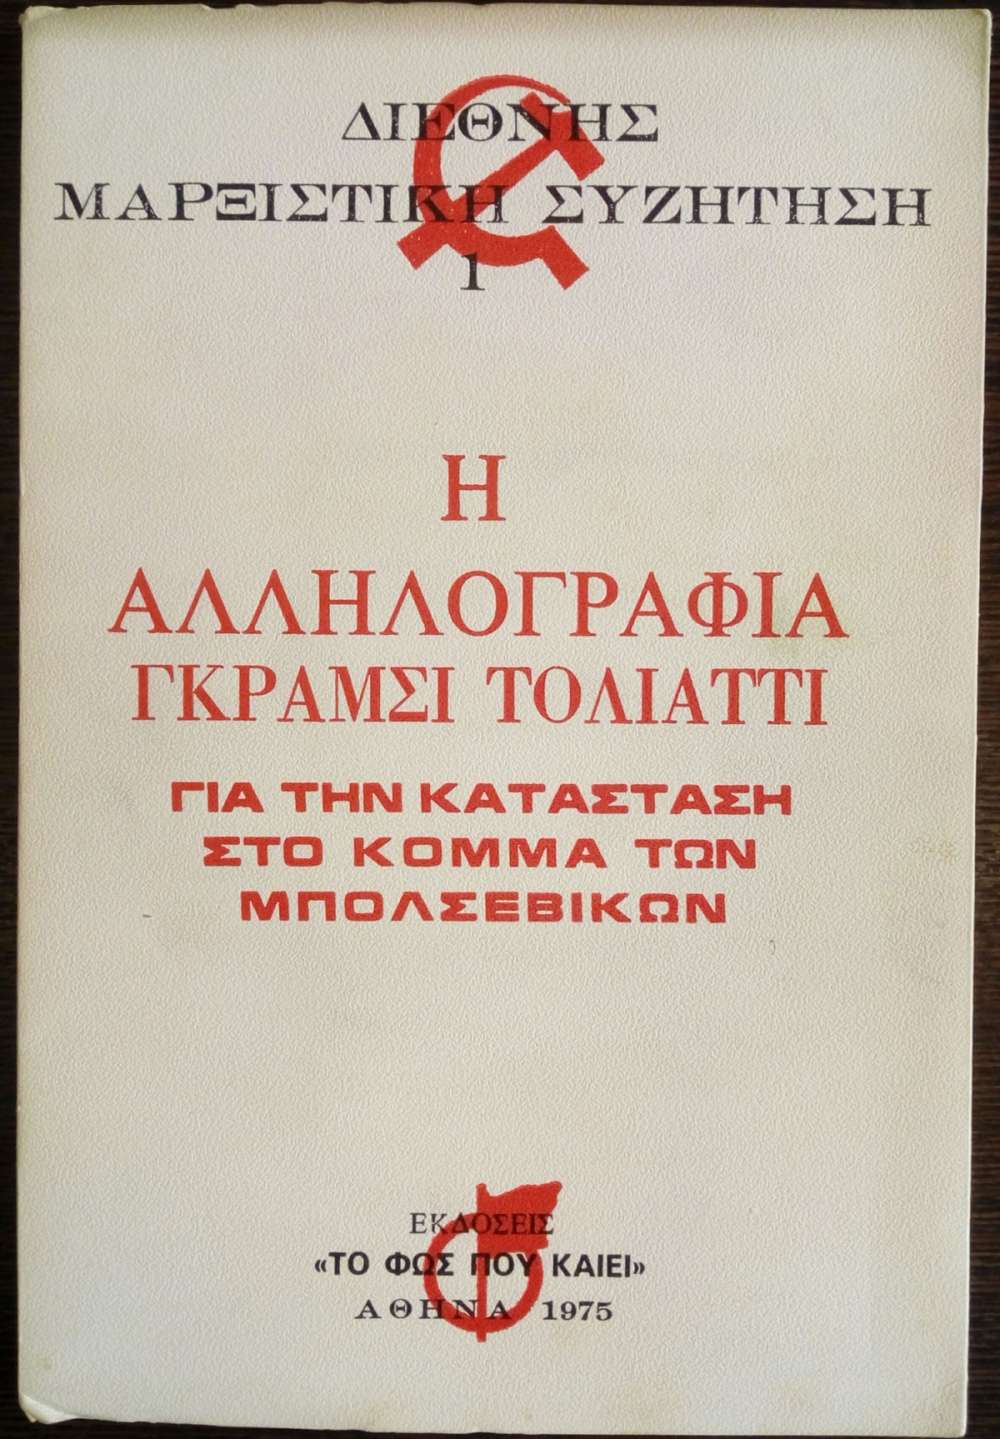 ΔΙΕΘΝΗΣ
ΜΑΡΞΙΣΤΙΚΗ ΣΥΖΗΤΗΣΗ
1
Η
ΑΛΛΗΛΟΓΡΑΦΙΑ
ΓΚΡΑΜΣΙ ΤΟΛΙΑΤΤΙ
ΓΙΑ ΤΗΝ ΚΑΤΑΣΤΑΣΗ
ΣΤΟ ΚΟΜΜΑ ΤΩΝ
ΜΠΟΛΣΕΒΙΚΩΝ
ΕΚΔΟΣΕΙΣ
«ΤΟ ΦΩΣ ΠΟΥ ΚΑΙΕΙ»
ΑΘΗΝΑ 1975